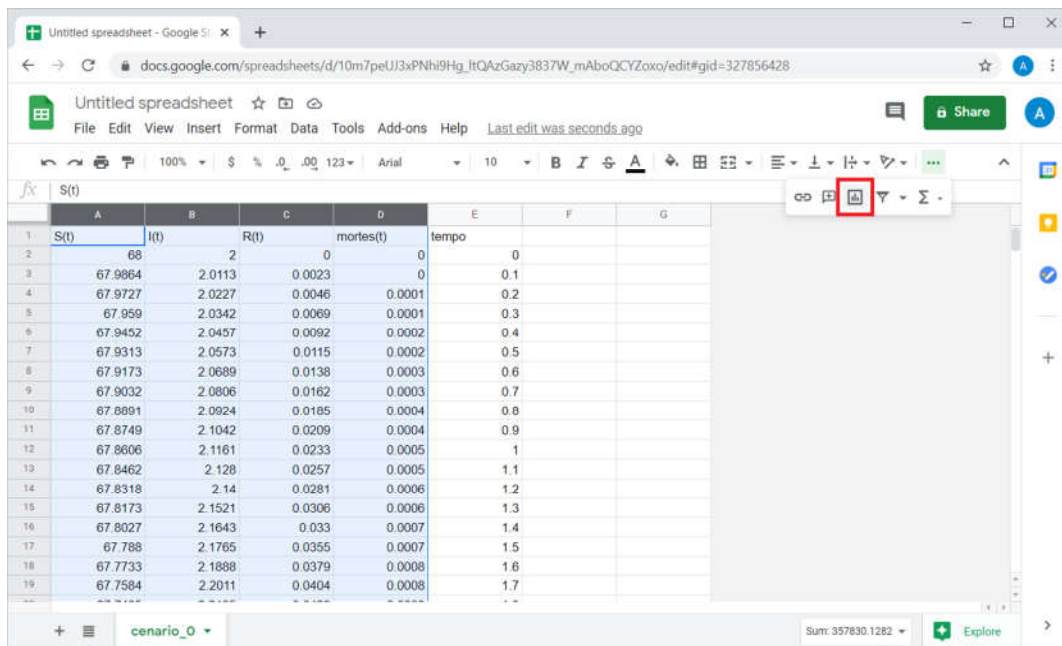 Untitled spreadsheet - Google S
docs.google.com/spreadsheets/d/10m7peUJ3xPNhi9Hg_ltQAzGazy3837W_mAboQCYZoxo/edit#gid=327856428
A
Untitled spreadsheet
Share
A
File Edit View Insert Format Data Tools Add-ons Help Last edit was seconds ago
100% $ % .0 .00 123 Arial 10 B I S A
fx S(t)
A B C D E F G
1 S(t) I(t) R(t) mortes(t) tempo
2 68 2 0 0 0
3 67.9864 2.0113 0.0023 0 0.1
4 67.9727 2.0227 0.0046 0.0001 0.2
5 67.959 2.0342 0.0069 0.0001 0.3
6 67.9452 2.0457 0.0092 0.0002 0.4
7 67.9313 2.0573 0.0115 0.0002 0.5
8 67.9173 2.0689 0.0138 0.0003 0.6
9 67.9032 2.0806 0.0162 0.0003 0.7
10 67.8891 2.0924 0.0185 0.0004 0.8
11 67.8749 2.1042 0.0209 0.0004 0.9
12 67.8606 2.1161 0.0233 0.0005 1
13 67.8462 2.128 0.0257 0.0005 1.1
14 67.8318 2.14 0.0281 0.0006 1.2
15 67.8173 2.1521 0.0306 0.0006 1.3
16 67.8027 2.1643 0.033 0.0007 1.4
17 67.788 2.1765 0.0355 0.0007 1.5
18 67.7733 2.1888 0.0379 0.0008 1.6
19 67.7584 2.2011 0.0404 0.0008 1.7
cenario_0
Sum: 357830.1282
Explore